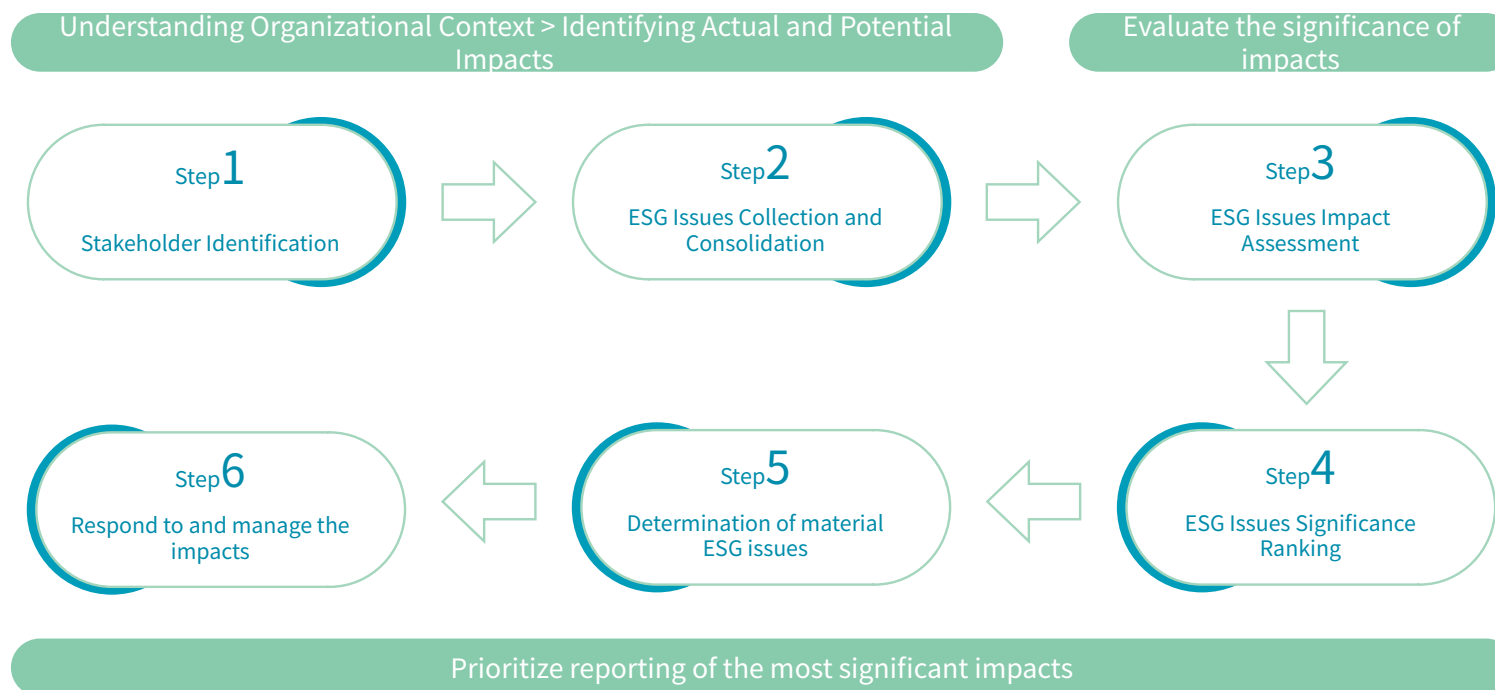 Understanding Organizational Context > Identifying Actual and Potential
Impacts
Evaluate the significance of
impacts
Step1
Stakeholder Identification
Step2
ESG Issues Collection and
Consolidation
Step3
ESG Issues Impact
Assessment
Step4
ESG Issues Significance
Ranking
Step5
Determination of material
ESG issues
Step6
Respond to and manage the
impacts
Prioritize reporting of the most significant impacts